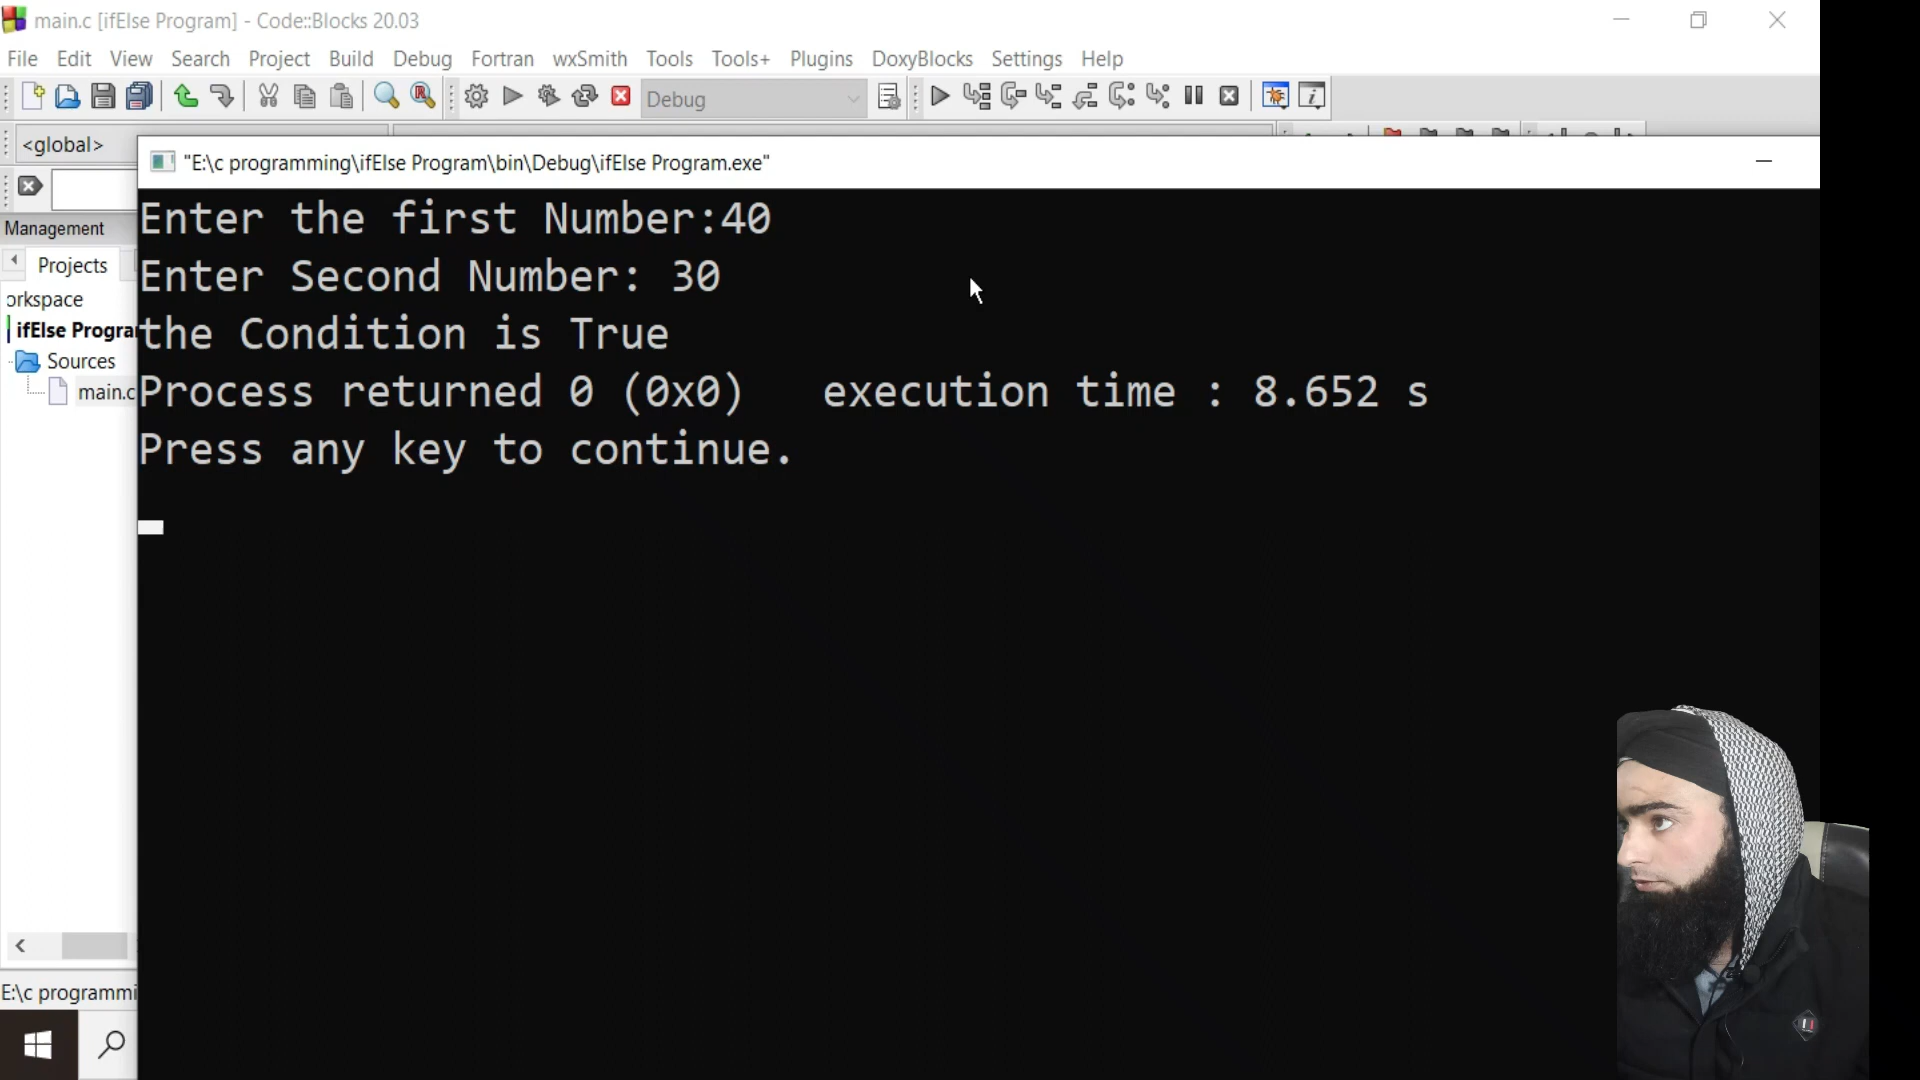 main.c [ifElse Program] - Code::Blocks 20.03
File Edit View Search Project Build Debug Fortran wxSmith Tools Tools+ Plugins DoxyBlocks Settings Help
Debug
<global>
"E:\c programming\ifElse Program\bin\Debug\ifElse Program.exe"
Management
Projects
orkspace
ifElse Progra
Sources
main.c
Enter the first Number:40
Enter Second Number: 30
the Condition is True
Process returned 0 (0x0)   execution time : 8.652 s
Press any key to continue.
E:\c programmi